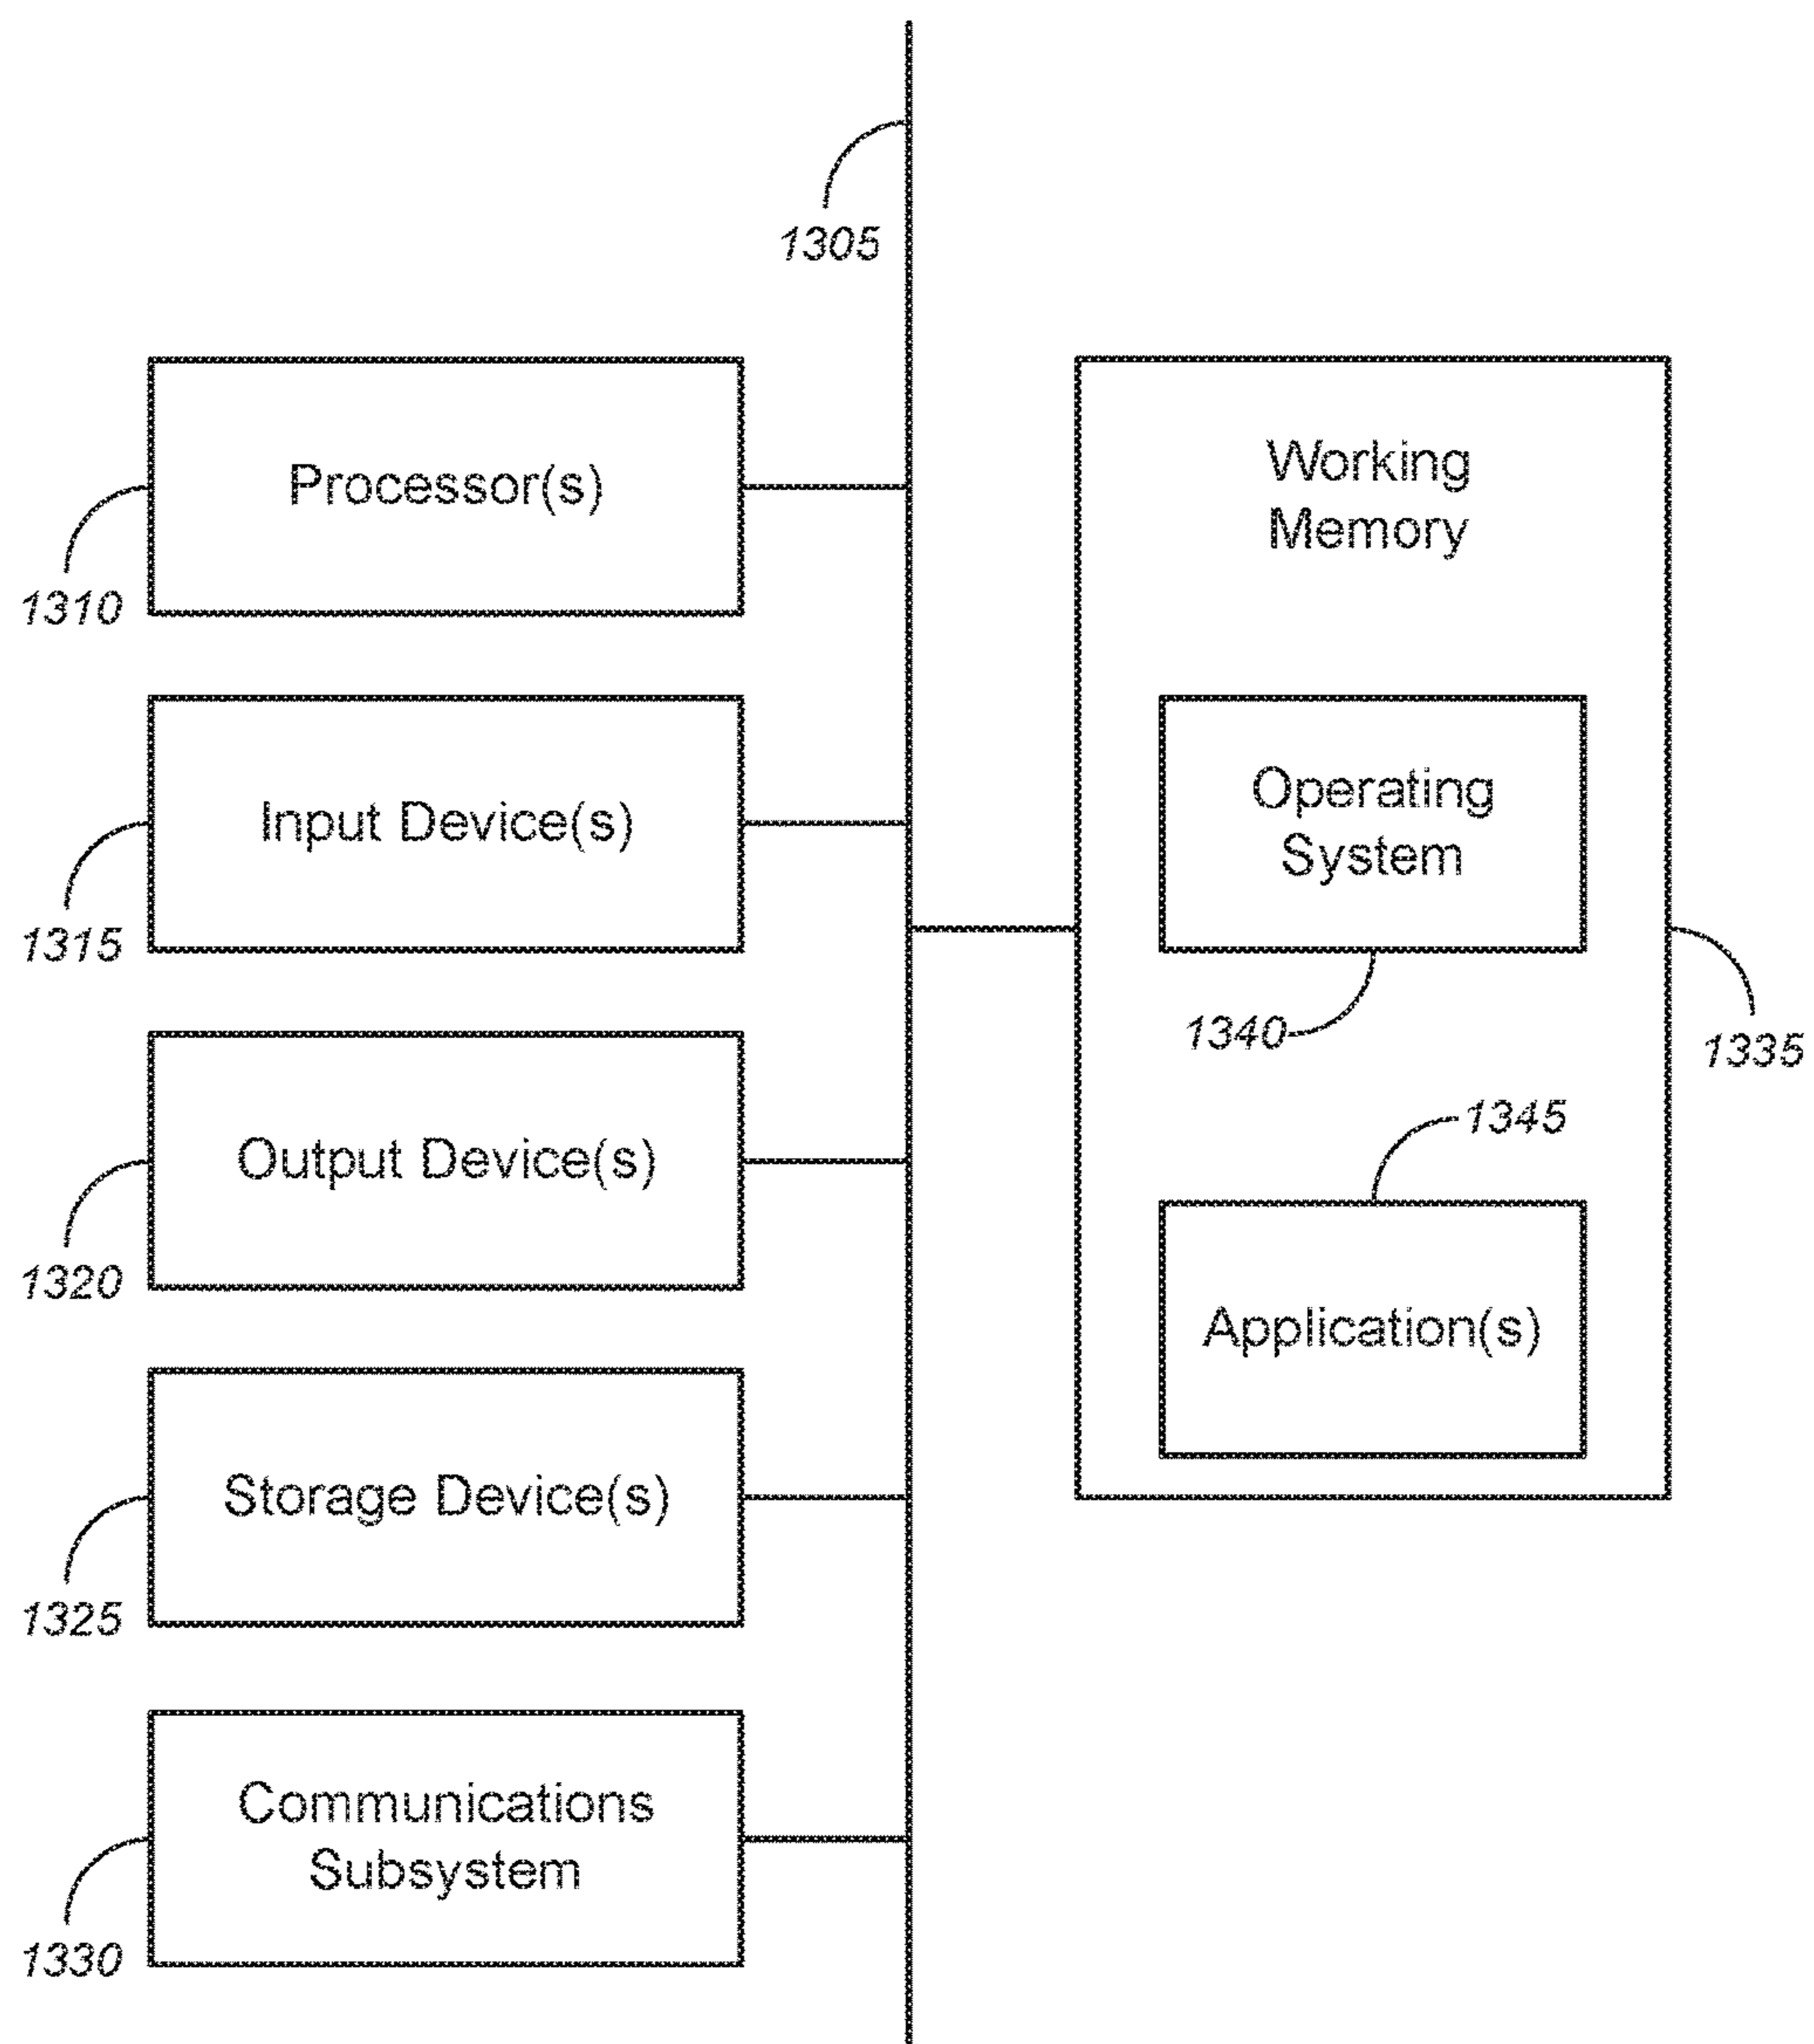 1305
Processor(s)
1310
Input Device(s)
1315
Output Device(s)
1320
Storage Device(s)
1325
Communications
Subsystem
1330
Working
Memory
Operating
System
1340
1335
1345
Application(s)